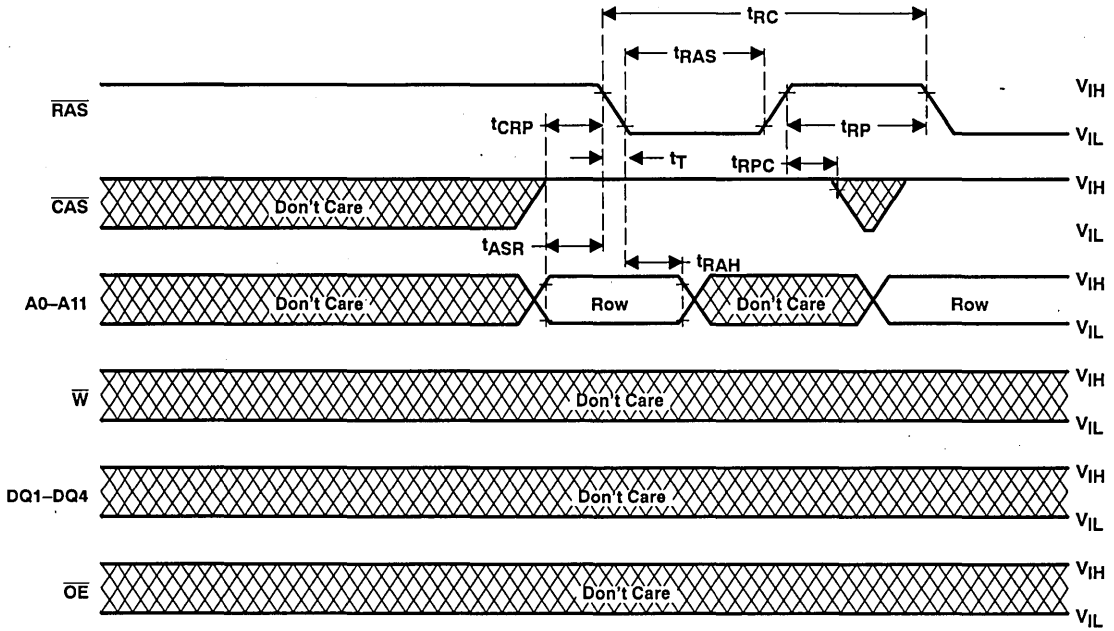 tRC
tRAS
RAS
VIH
VIL
tCRP
tRP
tT
tRPC
CAS
Don't Care
VIH
VIL
tASR
tRAH
A0–A11
Don't Care
Row
Don't Care
Row
VIH
VIL
W
Don't Care
VIH
VIL
DQ1–DQ4
Don't Care
VIH
VIL
OE
Don't Care
VIH
VIL